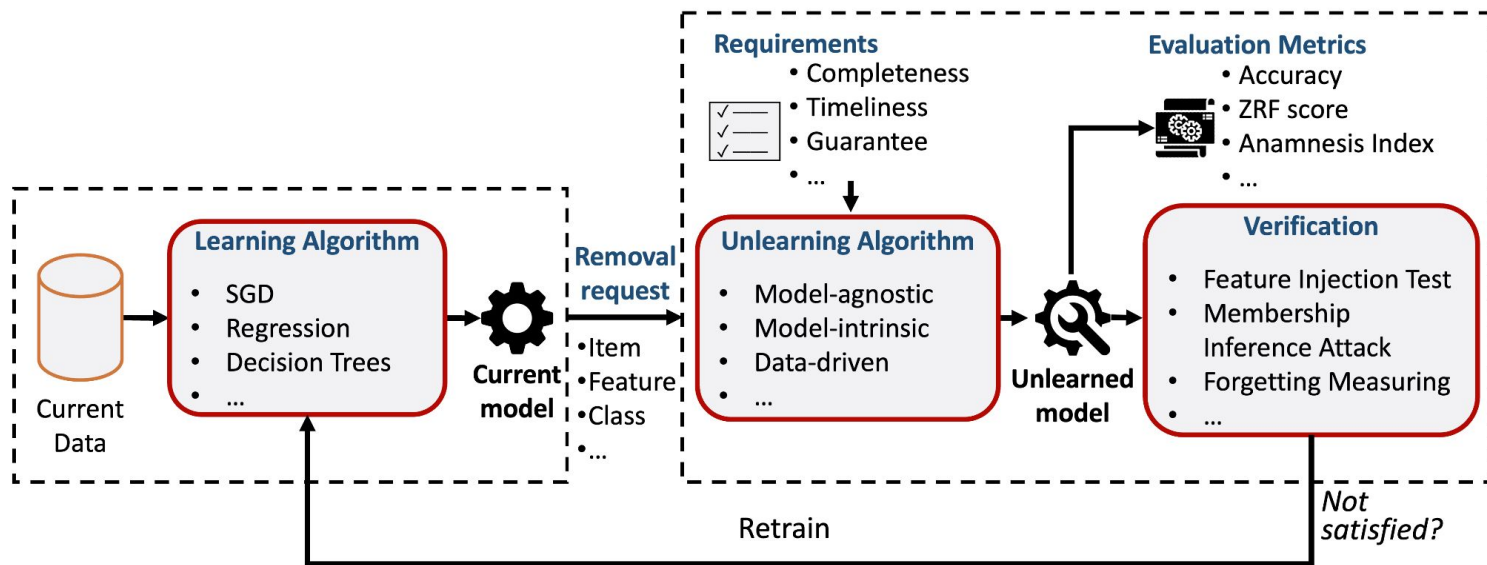 Requirements
• Completeness
• Timeliness
• Guarantee
• ...
Evaluation Metrics
• Accuracy
• ZRF score
• Anamnesis Index
• ...
Current
Data
Learning Algorithm
• SGD
• Regression
• Decision Trees
• ...
Current
model
Removal
request
•Item
•Feature
•Class
•...
Unlearning Algorithm
• Model-agnostic
• Model-intrinsic
• Data-driven
• ...
Unlearned
model
Verification
• Feature Injection Test
• Membership
Inference Attack
• Forgetting Measuring
• ...
Not
satisfied?
Retrain